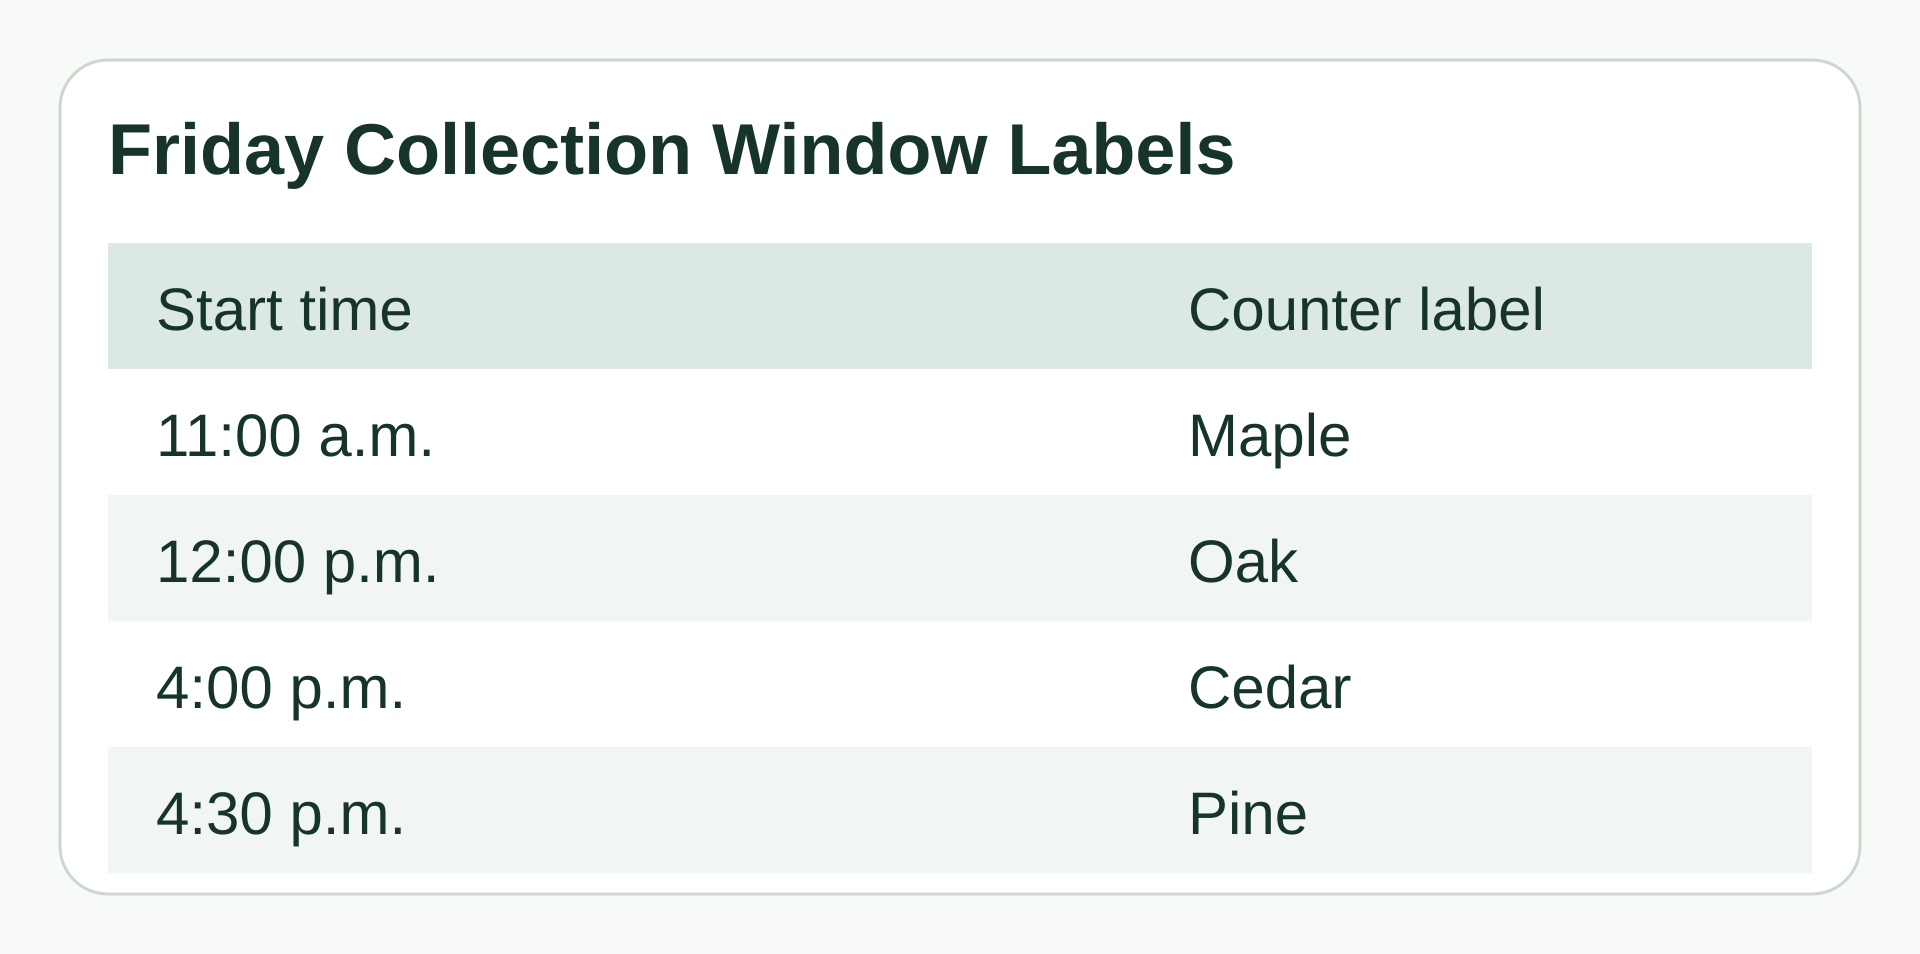 Friday Collection Window Labels
Start time Counter label
11:00 a.m. Maple
12:00 p.m. Oak
4:00 p.m. Cedar
4:30 p.m. Pine